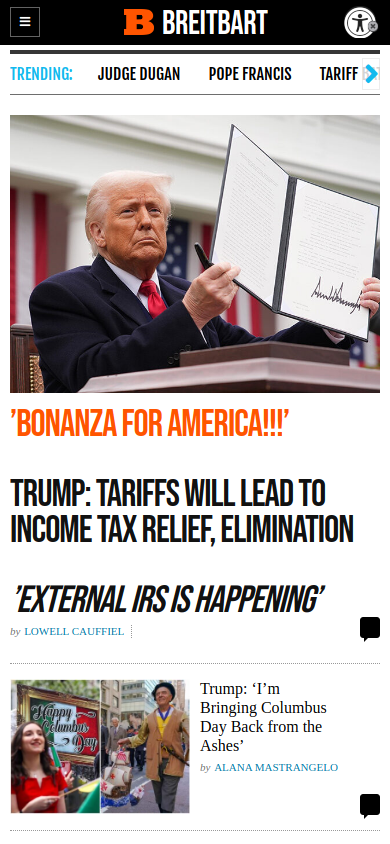 BREITBART
TRENDING: JUDGE DUGAN POPE FRANCIS TARIFF
’BONANZA FOR AMERICA!!!’
TRUMP: TARIFFS WILL LEAD TO
INCOME TAX RELIEF, ELIMINATION
’EXTERNAL IRS IS HAPPENING’
by LOWELL CAUFFIEL
Happy
Columbus
Day
Trump: ‘I’m
Bringing Columbus
Day Back from the
Ashes’
by ALANA MASTRANGELO